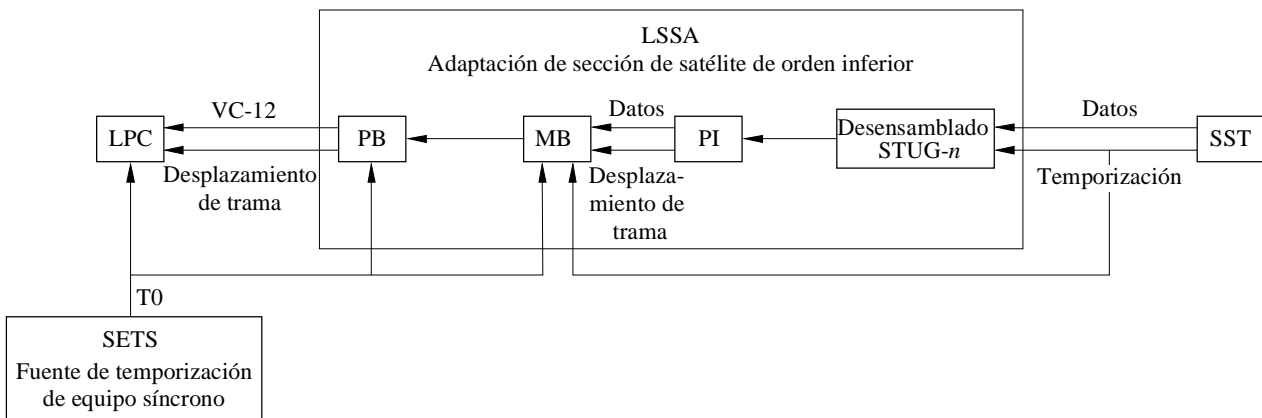 LSSA
Adaptación de sección de satélite de orden inferior
VC-12
Datos
Datos
LPC
PB
MB
PI
Desensamblado
STUG-n
SST
Desplazamiento
de trama
Desplaza-
miento de
trama
Temporización
T0
SETS
Fuente de temporización
de equipo síncrono